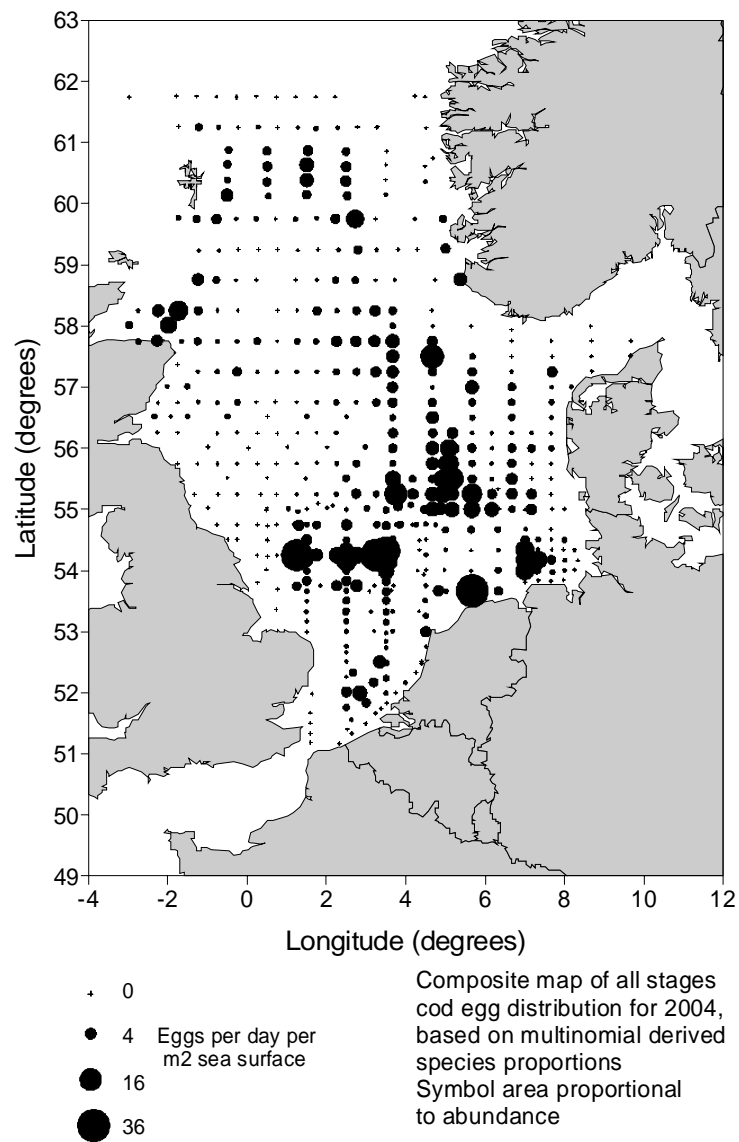 63
62
61
60
59
58
57
56
55
54
53
52
51
50
49
Latitude (degrees)
-4 -2 0 2 4 6 8 10 12
Longitude (degrees)
0
4
16
36
Eggs per day per
m2 sea surface
Composite map of all stages
cod egg distribution for 2004,
based on multinomial derived
species proportions
Symbol area proportional
to abundance